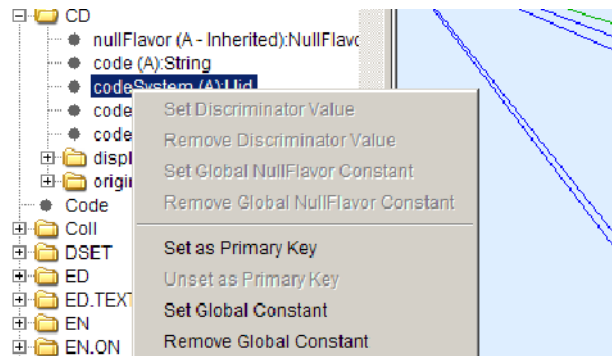 CD
nullFlavor (A - Inherited):NullFlavc
code (A):String
codeSystem (A):Uid
code
code
displ
origir
Code
Coll
DSET
ED
ED.TEXT
EN
EN.ON
Set Discriminator Value
Remove Discriminator Value
Set Global NullFlavor Constant
Remove Global NullFlavor Constant
Set as Primary Key
Unset as Primary Key
Set Global Constant
Remove Global Constant